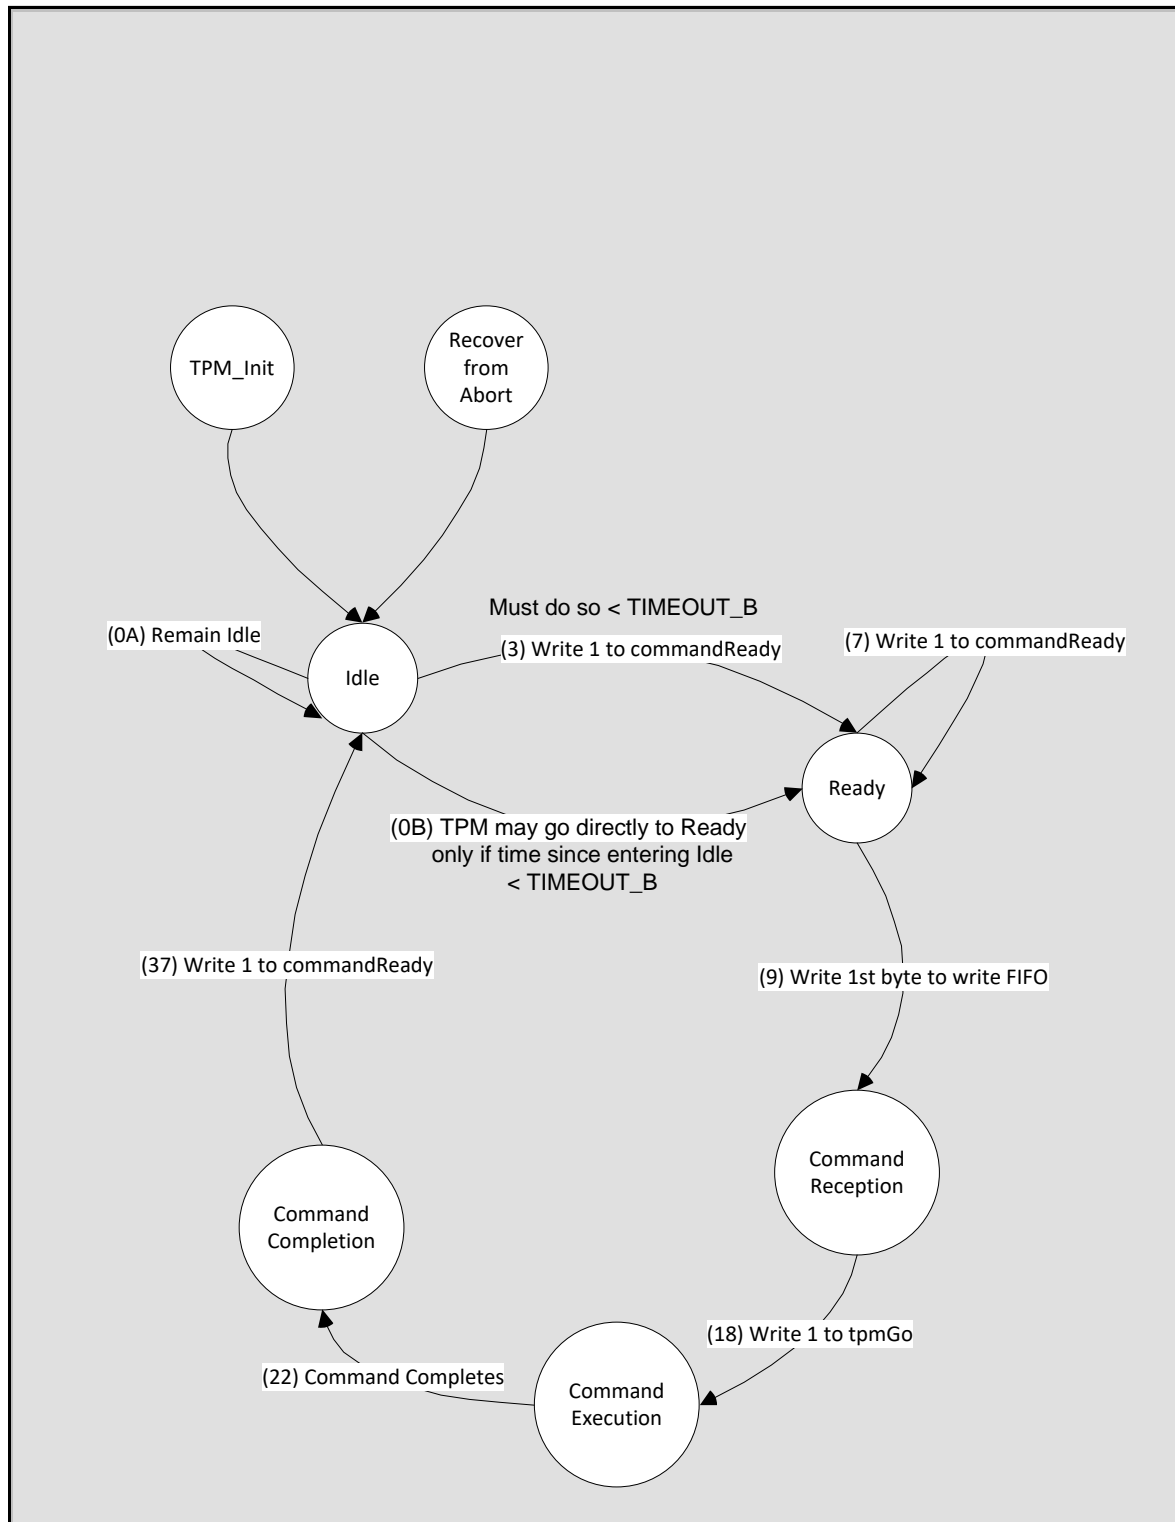 TPM_Init
Recover
from
Abort
Must do so < TIMEOUT_B
(0A) Remain Idle
(3) Write 1 to commandReady
(7) Write 1 to commandReady
Idle
Ready
(0B) TPM may go directly to Ready
only if time since entering Idle
< TIMEOUT_B
(37) Write 1 to commandReady
(9) Write 1st byte to write FIFO
Command
Reception
Command
Completion
(18) Write 1 to tpmGo
(22) Command Completes
Command
Execution